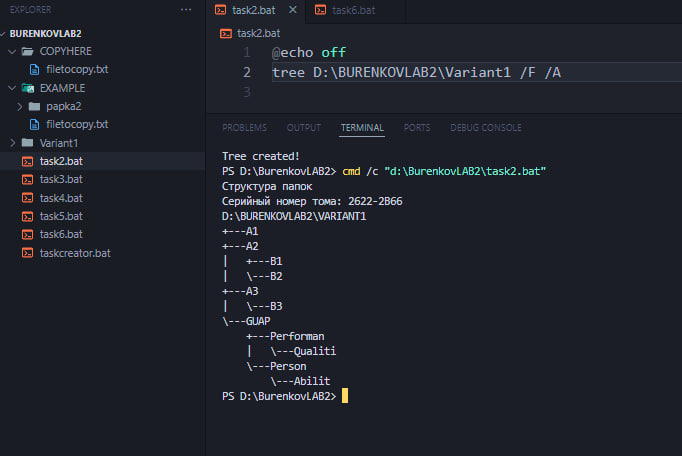 EXPLORER ...
BURENKOVLAB2
COPYHERE
filetocopy.txt
EXAMPLE
papka2
filetocopy.txt
Variant1
task2.bat
task3.bat
task4.bat
task5.bat
task6.bat
taskcreator.bat
task2.bat task6.bat
task2.bat
1 @echo off
2 tree D:\BURENKOVLAB2\Variant1 /F /A
3
PROBLEMS OUTPUT TERMINAL PORTS DEBUG CONSOLE
Tree created!
PS D:\BurenkovLAB2> cmd /c "d:\BurenkovLAB2\task2.bat"
Структура папок
Серийный номер тома: 2622-2B66
D:\BURENKOVLAB2\VARIANT1
+---A1
+---A2
|   +---B1
|   \---B2
+---A3
|   \---B3
\---GUAP
    +---Performan
    |   \---Qualiti
    \---Person
        \---Abilit
PS D:\BurenkovLAB2>